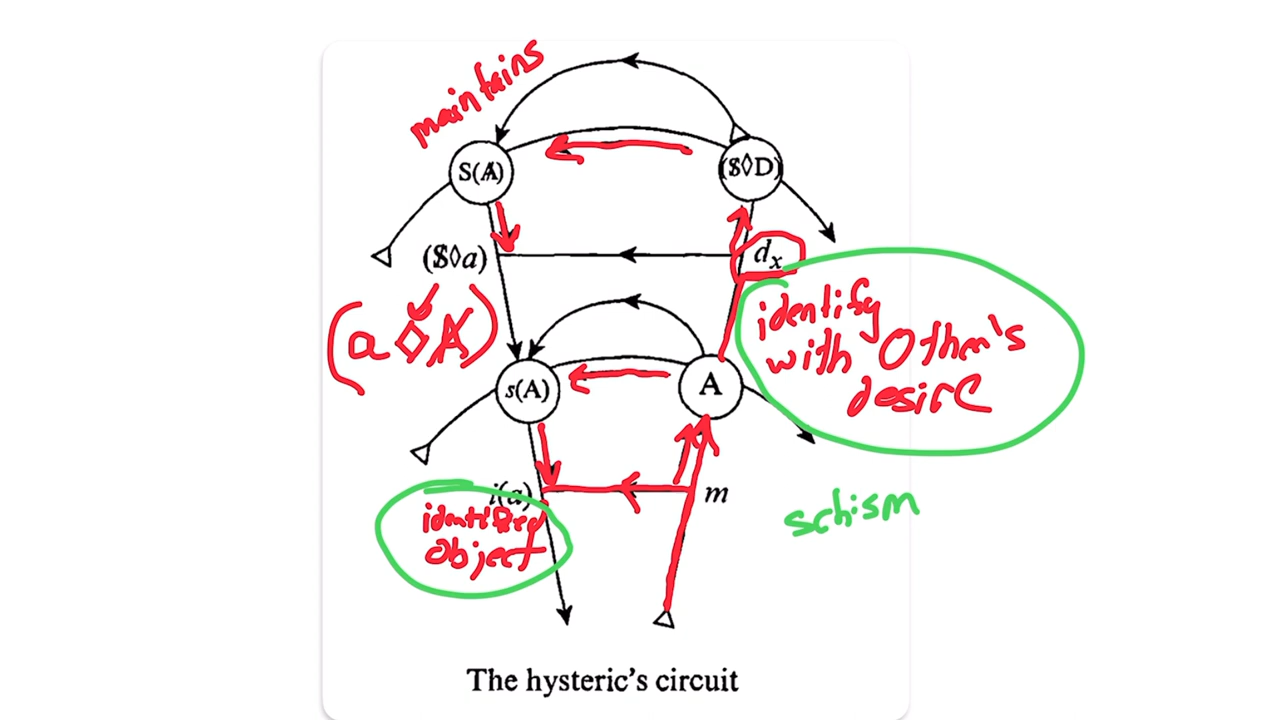 maintains
S(Ⱥ)
($◊D)
($◊a)
dx
(a ◊ Ⱥ)
identify
with Other's
desire
s(A)
A
i(a)
m
identified
object
schism
The hysteric's circuit